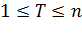 1 ≤ T ≤ n